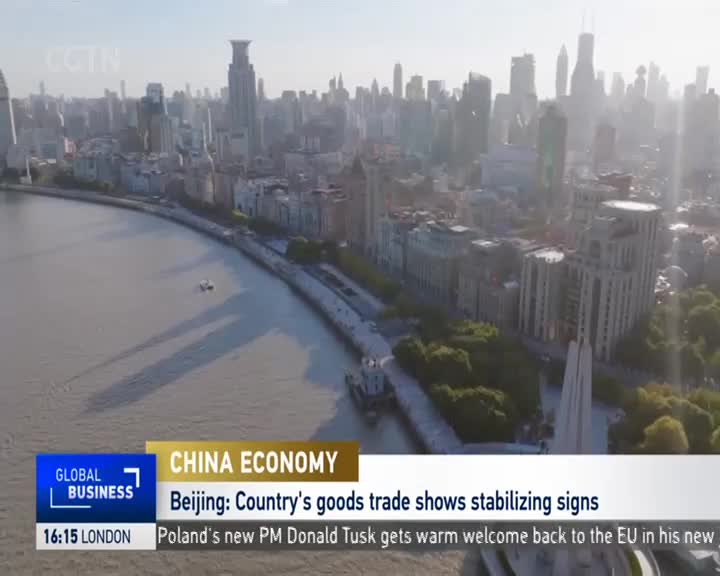 CGTN
CHINA ECONOMY
GLOBAL
BUSINESS
Beijing: Country's goods trade shows stabilizing signs
16:15 LONDON
Poland's new PM Donald Tusk gets warm welcome back to the EU in his new